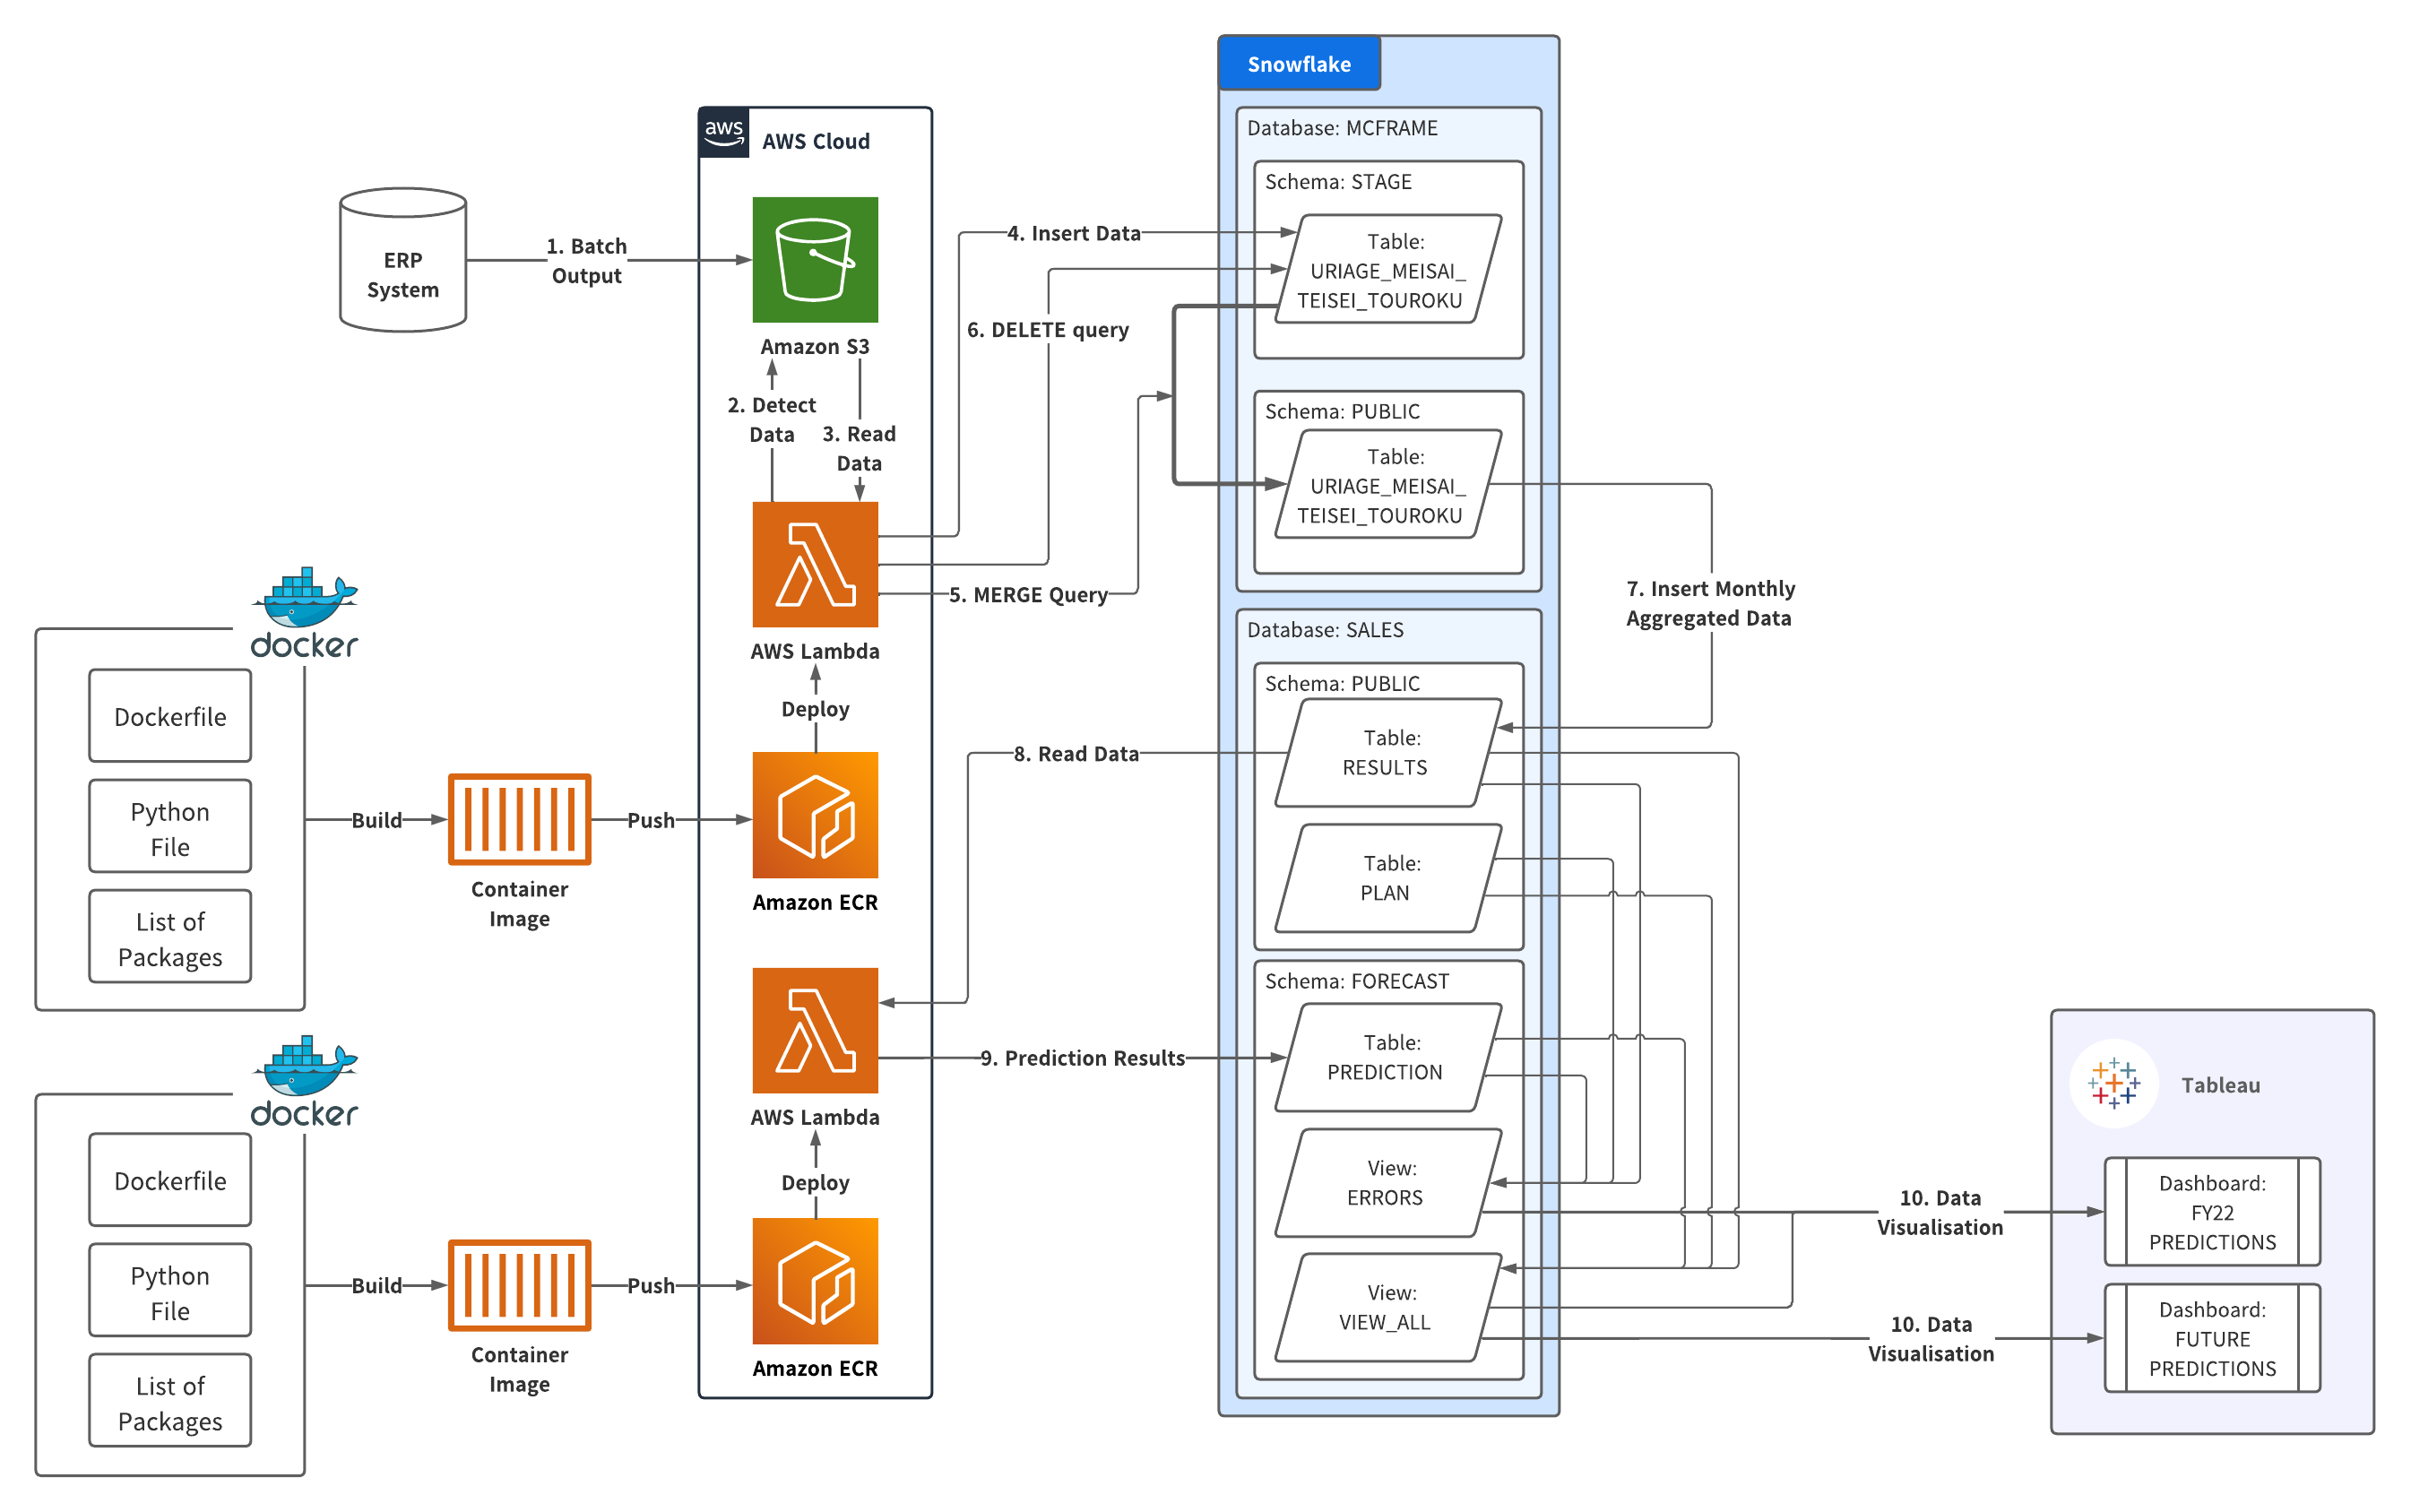 Snowflake
Database: MCFRAME
Schema: STAGE
Table:
URIAGE_MEISAI_
TEISEI_TOUROKU
Schema: PUBLIC
Table:
URIAGE_MEISAI_
TEISEI_TOUROKU
Database: SALES
Schema: PUBLIC
Table:
RESULTS
Table:
PLAN
Schema: FORECAST
Table:
PREDICTION
View:
ERRORS
View:
VIEW_ALL
aws
AWS Cloud
ERP
System
1. Batch
Output
Amazon S3
2. Detect
Data
3. Read
Data
AWS Lambda
Deploy
Amazon ECR
AWS Lambda
Deploy
Amazon ECR
4. Insert Data
6. DELETE query
5. MERGE Query
7. Insert Monthly
Aggregated Data
8. Read Data
9. Prediction Results
docker
Dockerfile
Python
File
List of
Packages
Build
Container
Image
Push
docker
Dockerfile
Python
File
List of
Packages
Build
Container
Image
Push
10. Data
Visualisation
10. Data
Visualisation
Tableau
Dashboard:
FY22
PREDICTIONS
Dashboard:
FUTURE
PREDICTIONS